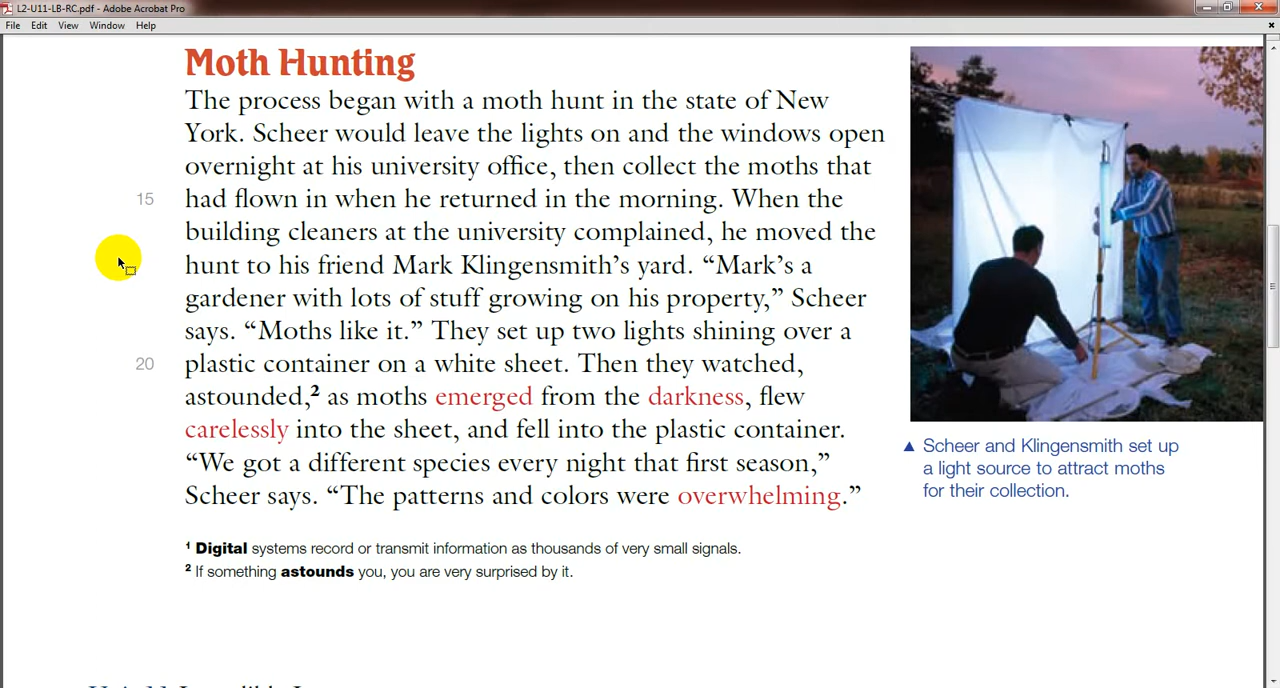 L2-U11-LB-RC.pdf - Adobe Acrobat Pro
File Edit View Window Help
Moth Hunting
The process began with a moth hunt in the state of New
York. Scheer would leave the lights on and the windows open
overnight at his university office, then collect the moths that
15 had flown in when he returned in the morning. When the
building cleaners at the university complained, he moved the
hunt to his friend Mark Klingensmith’s yard. “Mark’s a
gardener with lots of stuff growing on his property,” Scheer
says. “Moths like it.” They set up two lights shining over a
20 plastic container on a white sheet. Then they watched,
astounded,² as moths emerged from the darkness, flew
carelessly into the sheet, and fell into the plastic container.
“We got a different species every night that first season,”
Scheer says. “The patterns and colors were overwhelming.”
▲ Scheer and Klingensmith set up
a light source to attract moths
for their collection.
¹ Digital systems record or transmit information as thousands of very small signals.
² If something astounds you, you are very surprised by it.